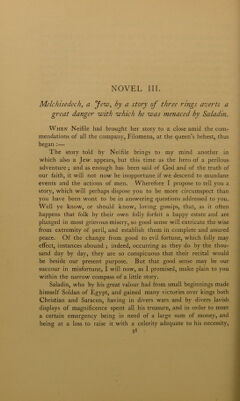 NOVEL III.
Melchisedech, a Jew, by a story of three rings averts a
great danger with which he was menaced by Saladin.
When Neifile had brought her story to a close amid the com-
mendations of all the company, Filomena, at the queen's behest, thus
began :—
The story told by Neifile brings to my mind another in
which also a Jew appears, but this time as the hero of a perilous
adventure ; and as enough has been said of God and of the truth of
our faith, it will not now be inopportune if we descend to mundane
events and the actions of men. Wherefore I propose to tell you a
story, which will perhaps dispose you to be more circumspect than
you have been wont to be in answering questions addressed to you.
Well ye know, or should know, loving gossips, that, as it often
happens that folk by their own folly forfeit a happy estate and are
plunged in most grievous misery, so good sense will extricate the wise
from extremity of peril, and establish them in complete and assured
peace. Of the change from good to evil fortune, which folly may
effect, instances abound ; indeed, occurring as they do by the thou-
sand day by day, they are so conspicuous that their recital would
be beside our present purpose. But that good sense may be our
succour in misfortune, I will now, as I promised, make plain to you
within the narrow compass of a little story.
Saladin, who by his great valour had from small beginnings made
himself Soldan of Egypt, and gained many victories over kings both
Christian and Saracen, having in divers wars and by divers lavish
displays of magnificence spent all his treasure, and in order to meet
a certain emergency being in need of a large sum of money, and
being at a loss to raise it with a celerity adequate to his necessity,
38